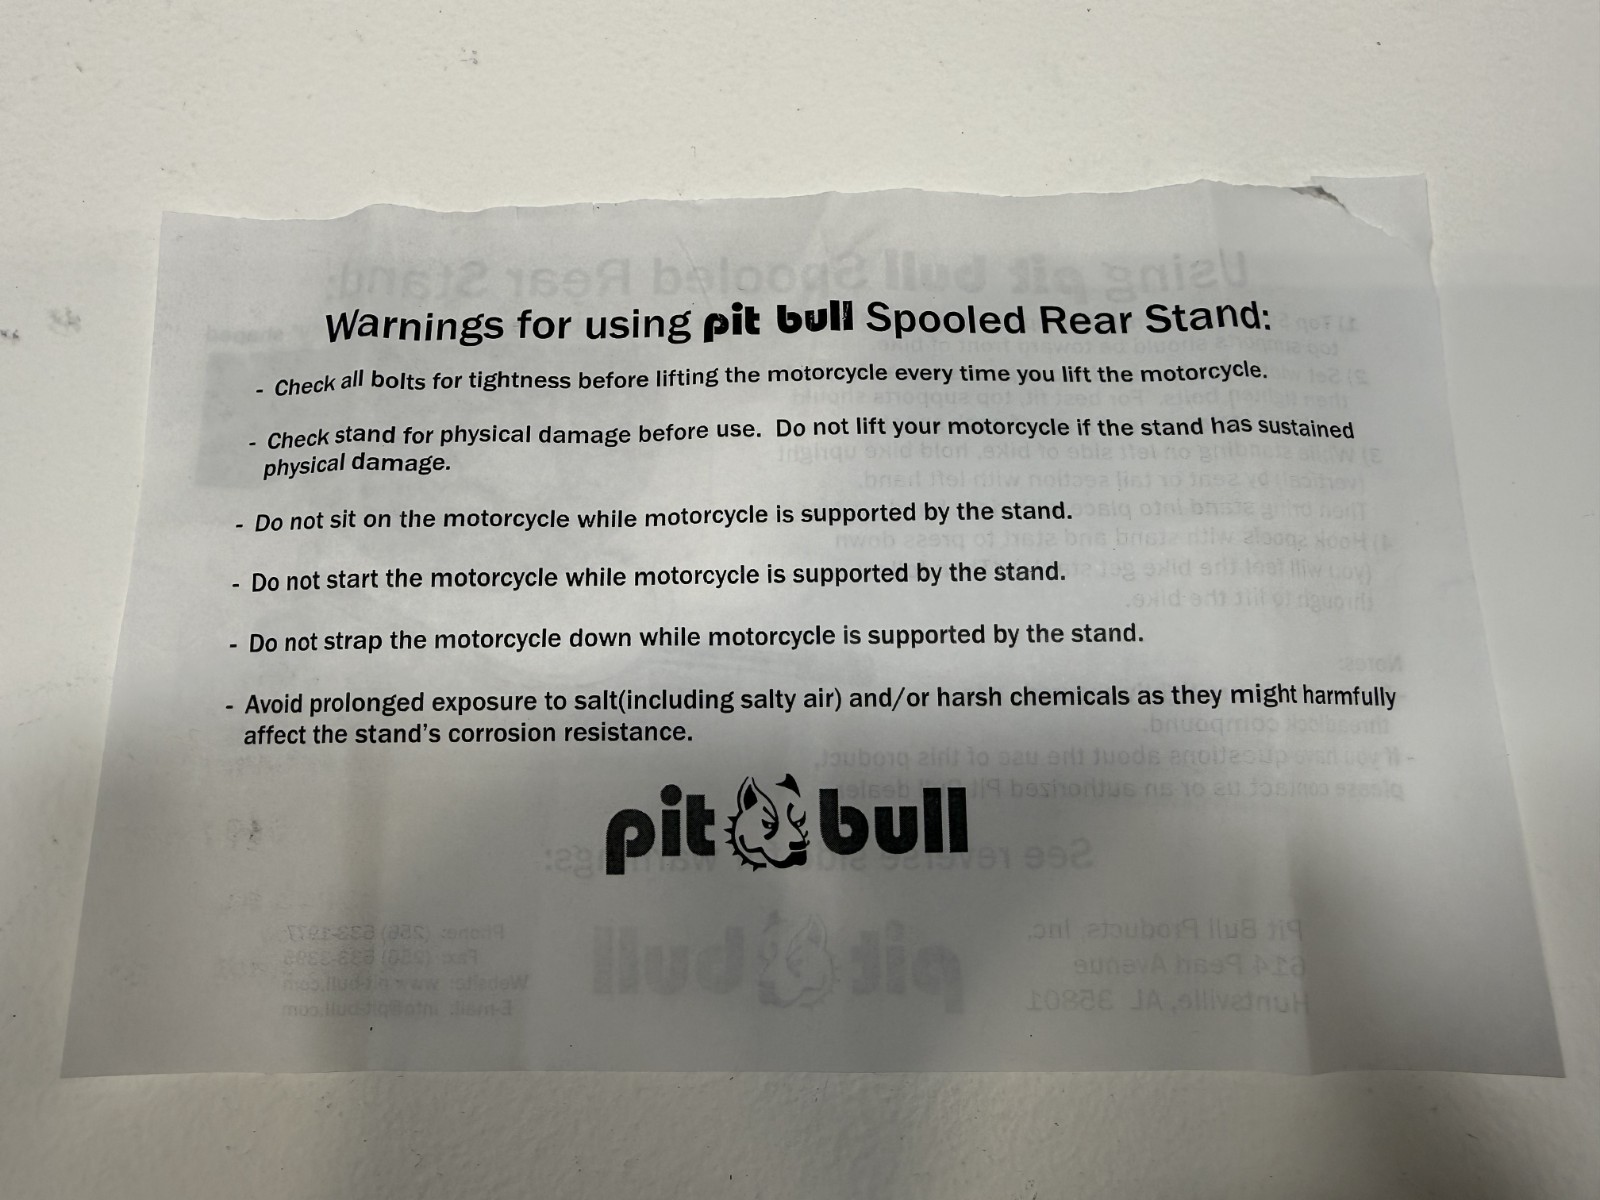 Warnings for using pit bull Spooled Rear Stand:
- Check all bolts for tightness before lifting the motorcycle every time you lift the motorcycle.
- Check stand for physical damage before use. Do not lift your motorcycle if the stand has sustained
physical damage.
- Do not sit on the motorcycle while motorcycle is supported by the stand.
- Do not start the motorcycle while motorcycle is supported by the stand.
- Do not strap the motorcycle down while motorcycle is supported by the stand.
- Avoid prolonged exposure to salt(including salty air) and/or harsh chemicals as they might harmfully
affect the stand's corrosion resistance.
pit bull